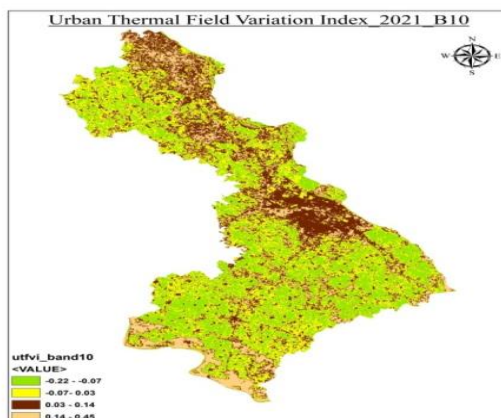 Urban Thermal Field Variation Index_2021_B10
N
W E
S
utfvi_band10
<VALUE>
-0.22 - -0.07
-0.07- 0.03
0.03 - 0.14
0.14 - 0.45